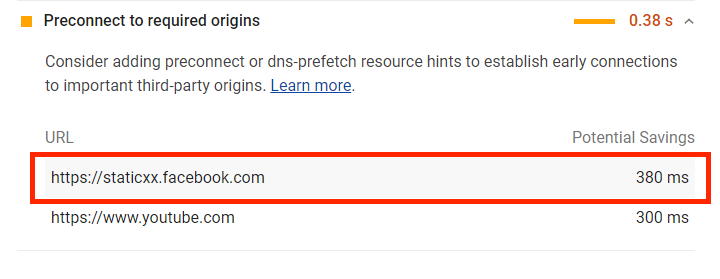 Preconnect to required origins 0.38 s
Consider adding preconnect or dns-prefetch resource hints to establish early connections
to important third-party origins. Learn more.
URL Potential Savings
https://staticxx.facebook.com 380 ms
https://www.youtube.com 300 ms